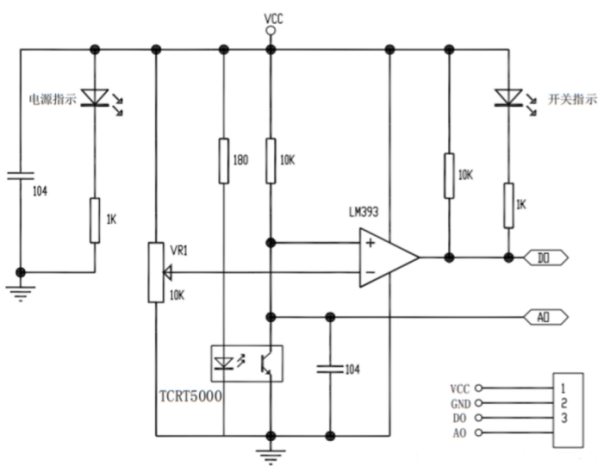 VCC
电源指示
开关指示
104
1K
180
10K
10K
1K
LM393
+
-
VR1
10K
DO
AO
104
TCRT5000
VCC 1
GND 2
DO 3
AO